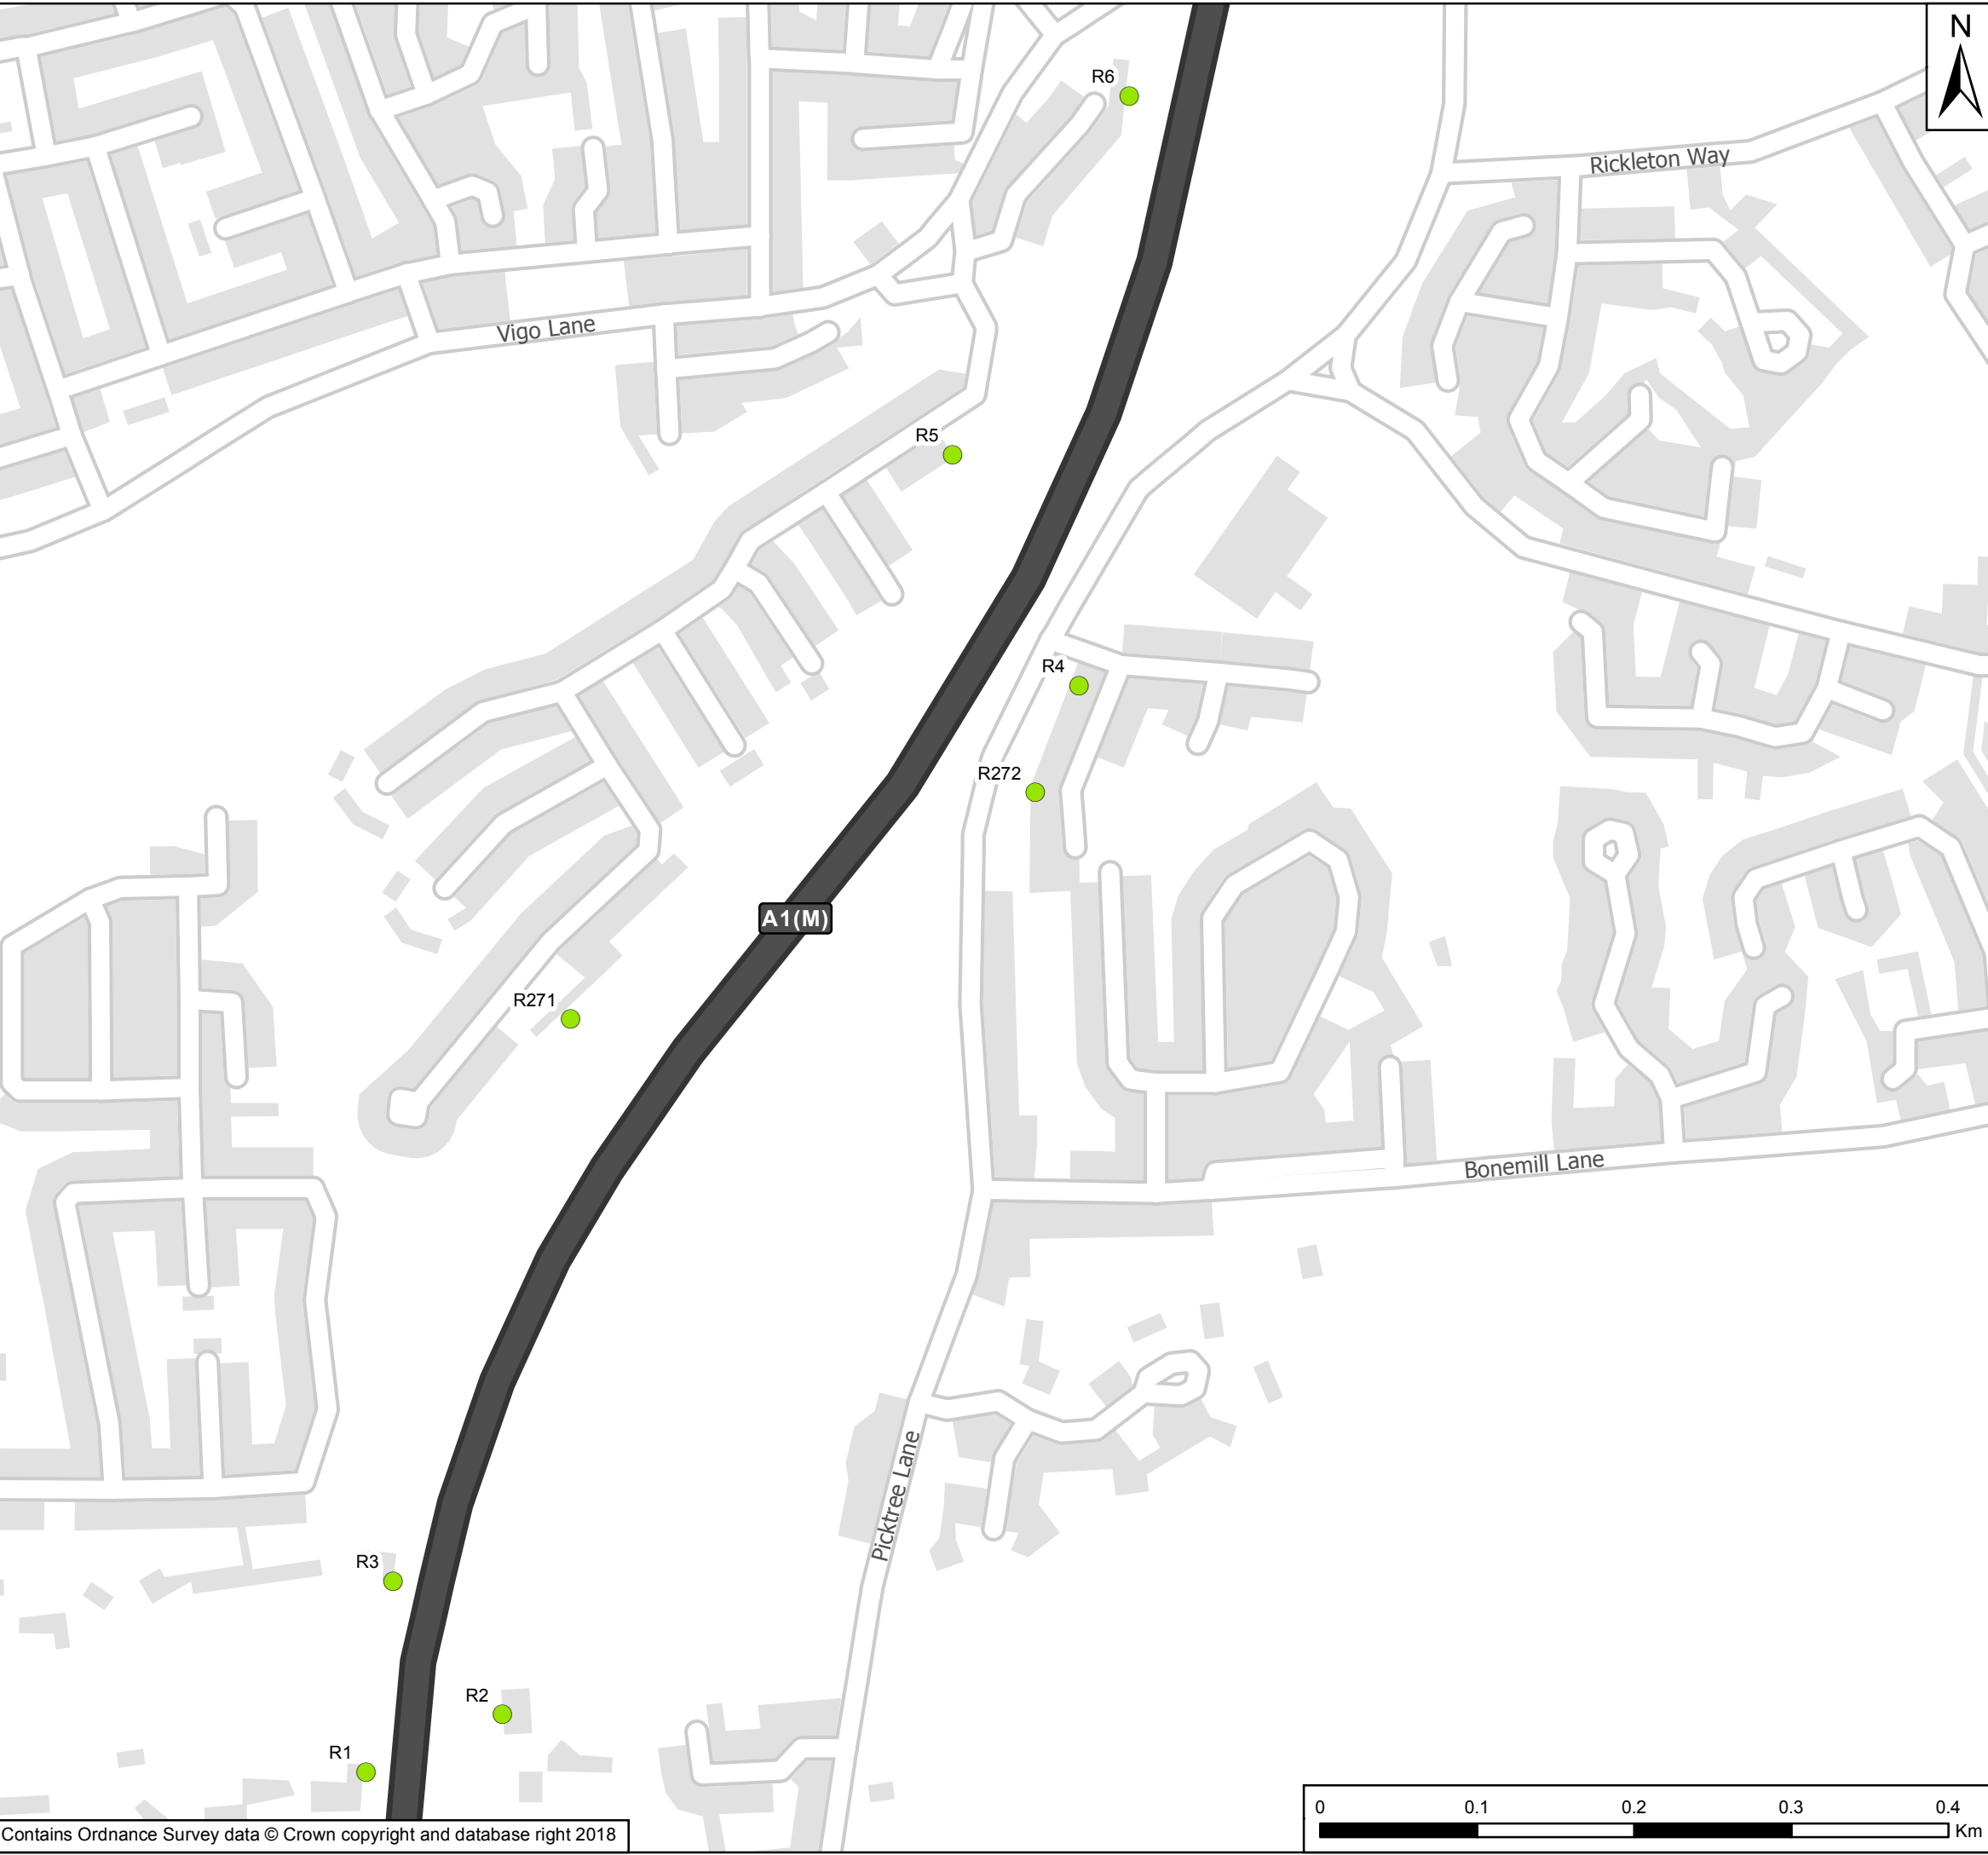 N
R6
Rickleton Way
Vigo Lane
R5
R4
R272
A1(M)
R271
Bonemill Lane
Picktree Lane
R3
R2
R1
0 0.1 0.2 0.3 0.4
Km
Contains Ordnance Survey data © Crown copyright and database right 2018